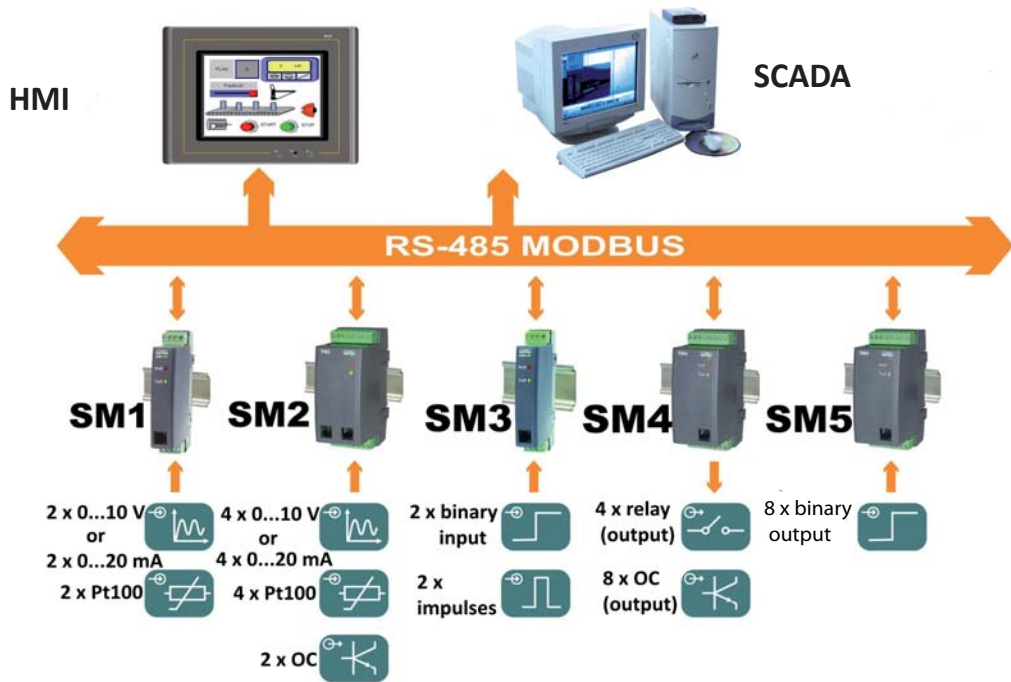 HMI
SCADA
START
STOP
RS-485 MODBUS
SM1
SM2
SM3
SM4
SM5
2 x 0...10 V
or
2 x 0...20 mA
2 x Pt100
4 x 0...10 V
or
4 x 0...20 mA
4 x Pt100
2 x OC
2 x binary
input
2 x
impulses
4 x relay
(output)
8 x OC
(output)
8 x binary
output